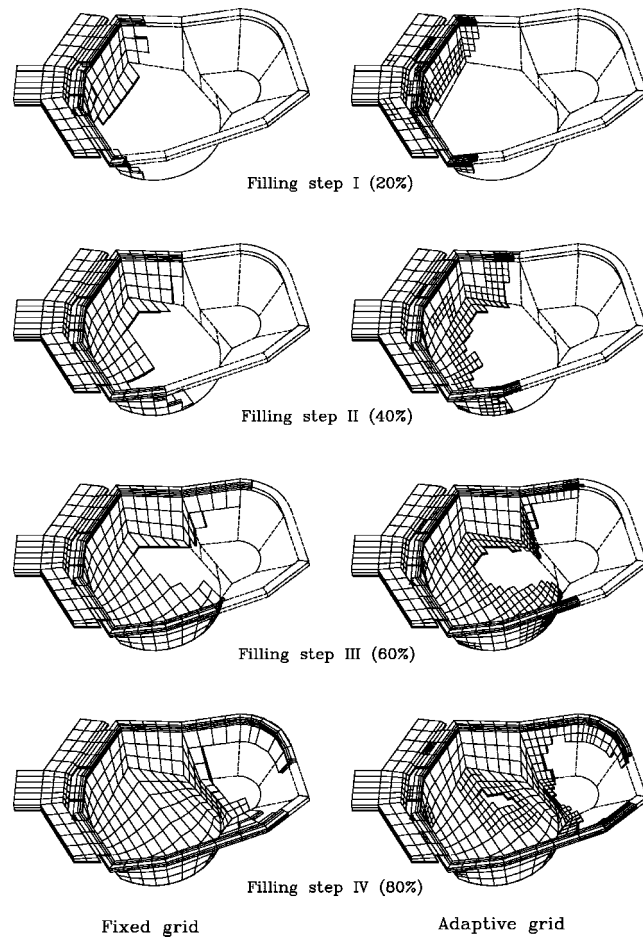 Filling step I (20%)
Filling step II (40%)
Filling step III (60%)
Filling step IV (80%)
Fixed grid
Adaptive grid